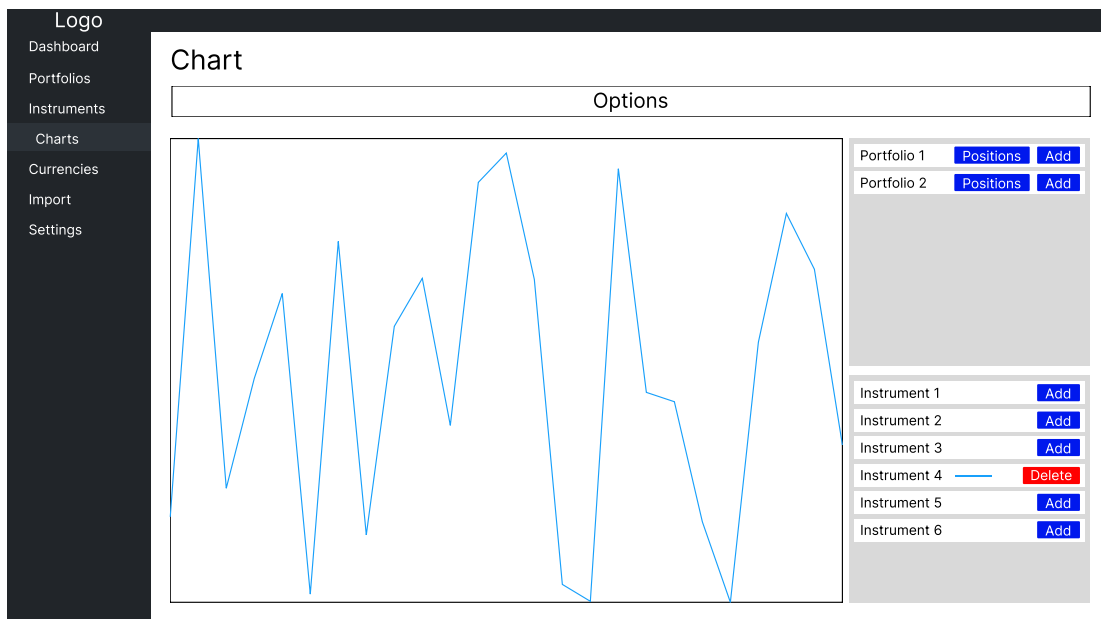 Logo
Dashboard
Portfolios
Instruments
Charts
Currencies
Import
Settings
Chart
Options
Portfolio 1 Positions Add
Portfolio 2 Positions Add
Instrument 1 Add
Instrument 2 Add
Instrument 3 Add
Instrument 4 Delete
Instrument 5 Add
Instrument 6 Add